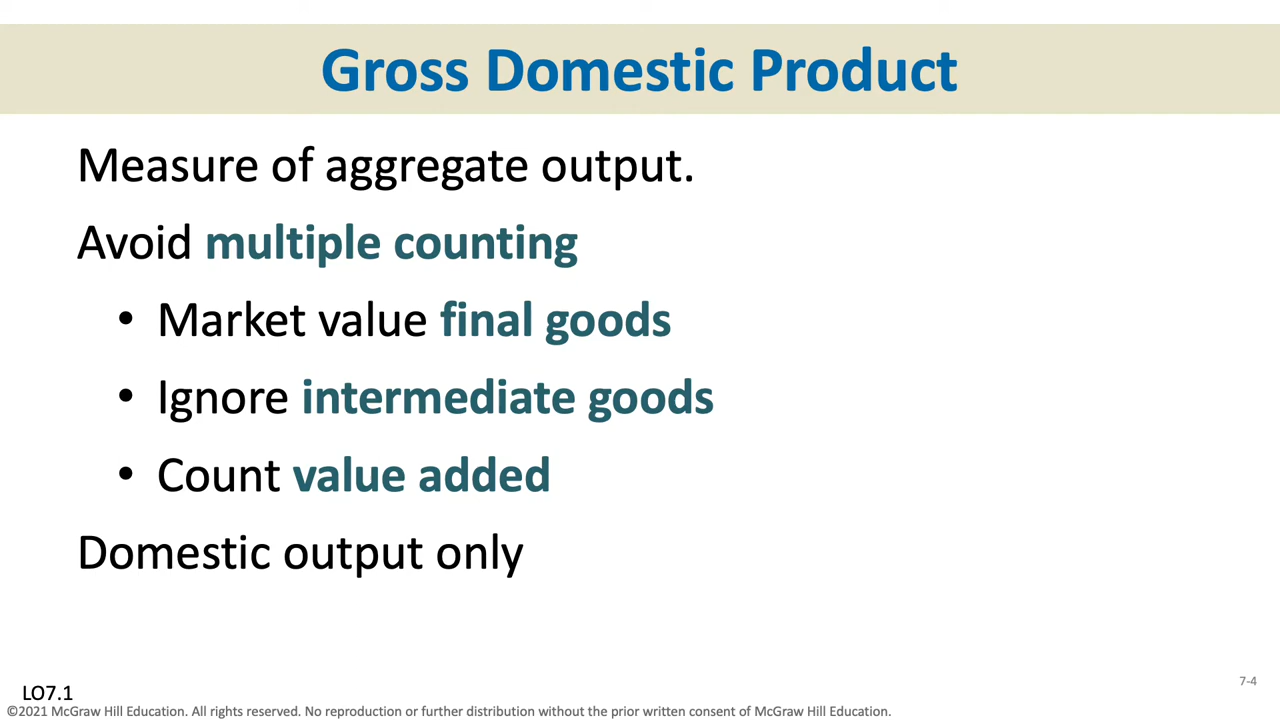 Gross Domestic Product
Measure of aggregate output.
Avoid multiple counting
• Market value final goods
• Ignore intermediate goods
• Count value added
Domestic output only
LO7.1
7-4
©2021 McGraw Hill Education. All rights reserved. No reproduction or further distribution without the prior written consent of McGraw Hill Education.